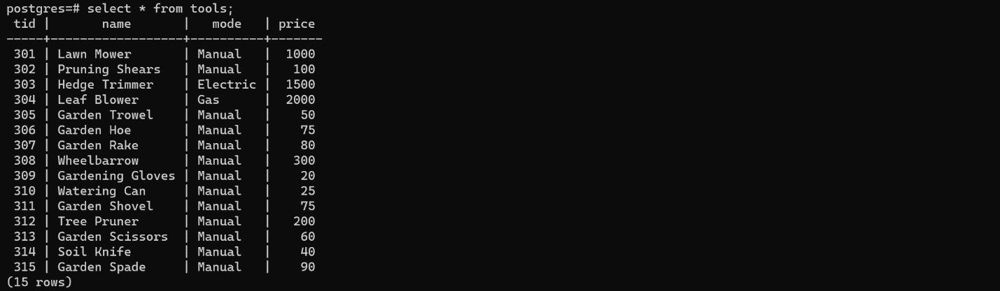 postgres=# select * from tools;
 tid |       name       |   mode   | price
-----+------------------+----------+-------
 301 | Lawn Mower       | Manual   |  1000
 302 | Pruning Shears   | Manual   |   100
 303 | Hedge Trimmer    | Electric |  1500
 304 | Leaf Blower      | Gas      |  2000
 305 | Garden Trowel    | Manual   |    50
 306 | Garden Hoe       | Manual   |    75
 307 | Garden Rake      | Manual   |    80
 308 | Wheelbarrow      | Manual   |   300
 309 | Gardening Gloves | Manual   |    20
 310 | Watering Can     | Manual   |    25
 311 | Garden Shovel    | Manual   |    75
 312 | Tree Pruner      | Manual   |   200
 313 | Garden Scissors  | Manual   |    60
 314 | Soil Knife       | Manual   |    40
 315 | Garden Spade     | Manual   |    90
(15 rows)